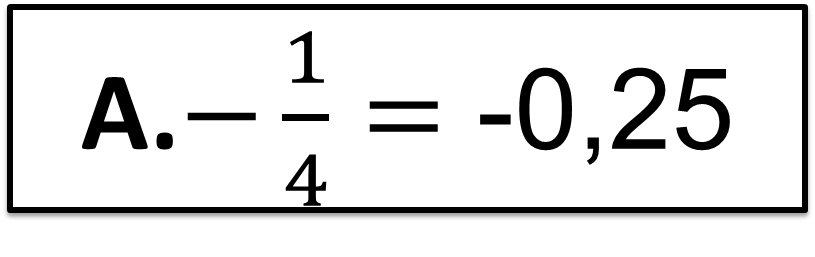 A. − 1/4 = -0,25